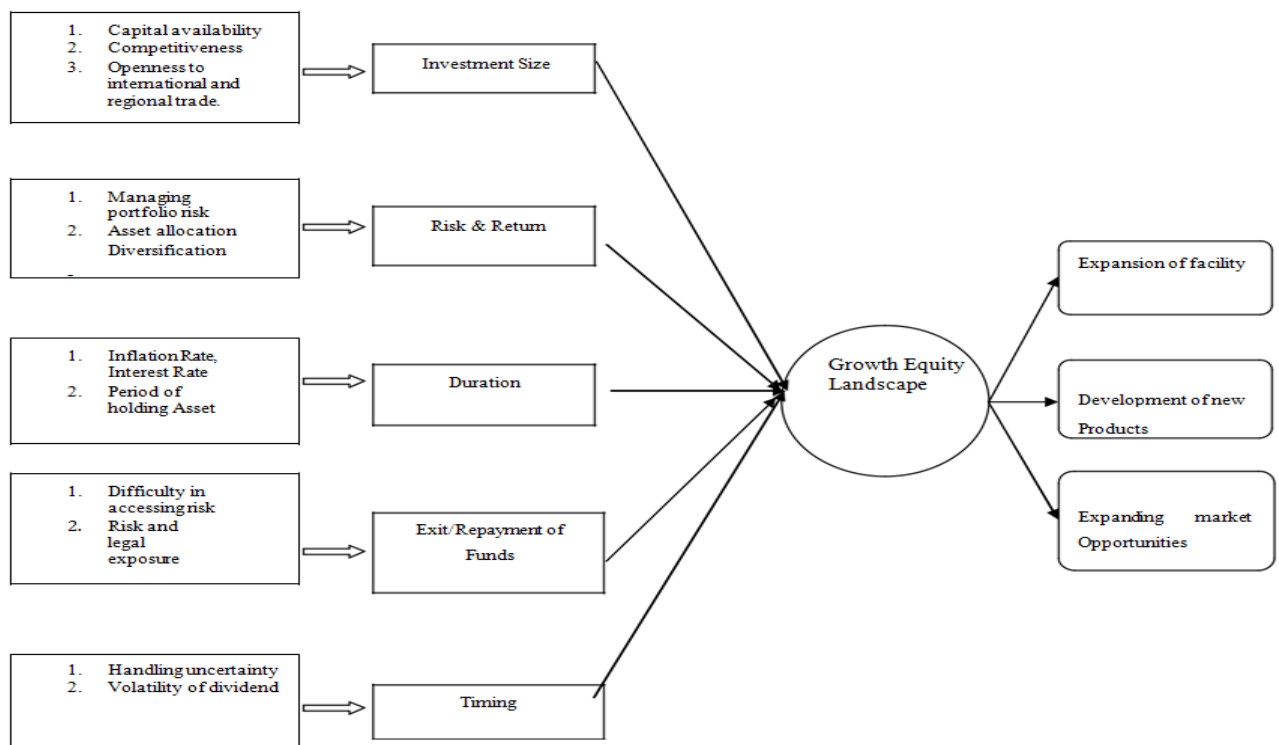 1. Capital availability
2. Competitiveness
3. Openness to
international and
regional trade.
Investment Size
1. Managing
portfolio risk
2. Asset allocation
Diversification
-
Risk & Return
1. Inflation Rate,
Interest Rate
2. Period of
holding Asset
Duration
1. Difficulty in
accessing risk
2. Risk and
legal
exposure
Exit/Repayment of
Funds
1. Handling uncertainty
2. Volatility of dividend
Timing
Growth Equity
Landscape
Expansion of facility
Development of new
Products
Expanding market
Opportunities